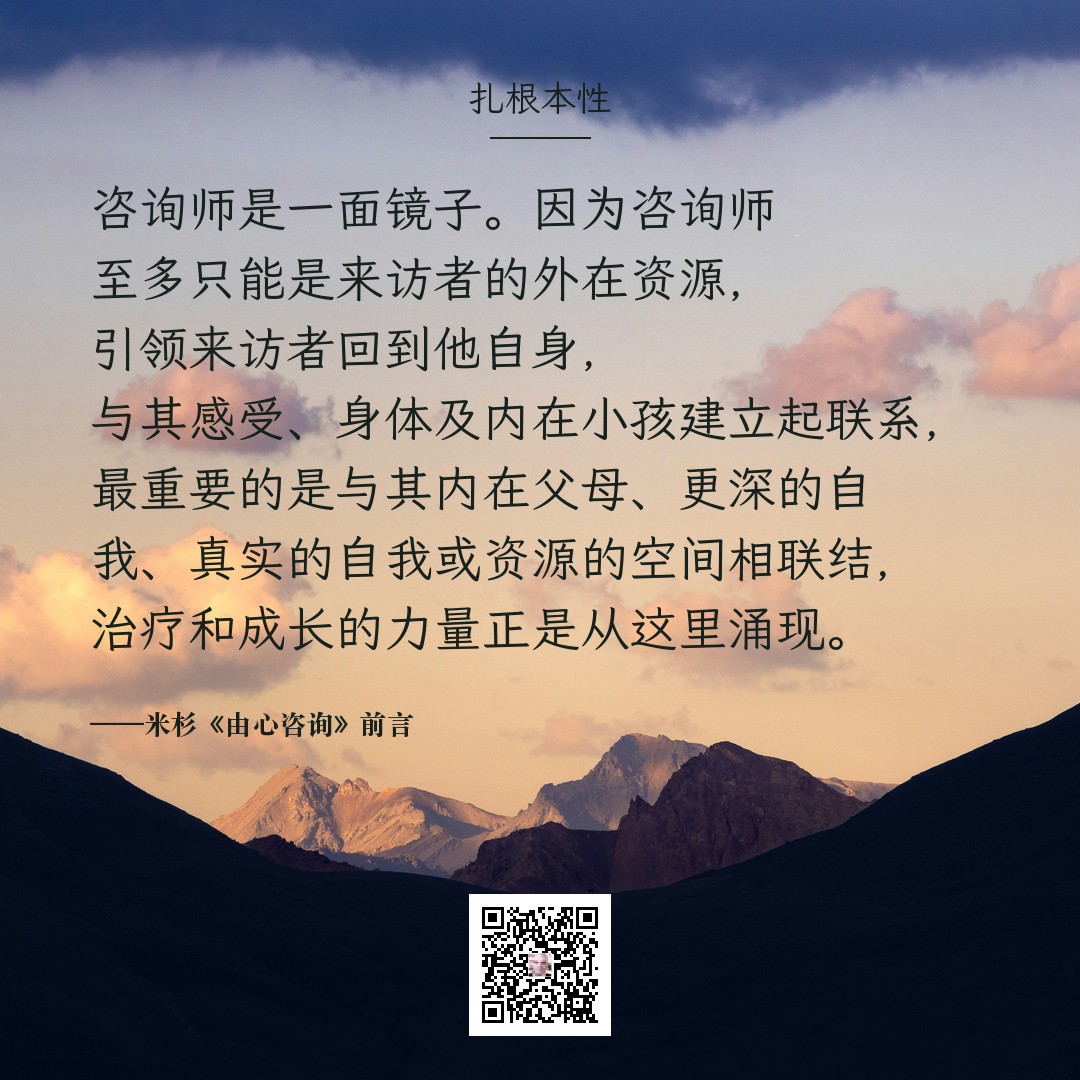 扎根本性
咨询师是一面镜子。因为咨询师
至多只能是来访者的外在资源,
引领来访者回到他自身,
与其感受、身体及内在小孩建立起联系,
最重要的是与其内在父母、更深的自
我、真实的自我或资源的空间相联结,
治疗和成长的力量正是从这里涌现。
——米杉《由心咨询》前言